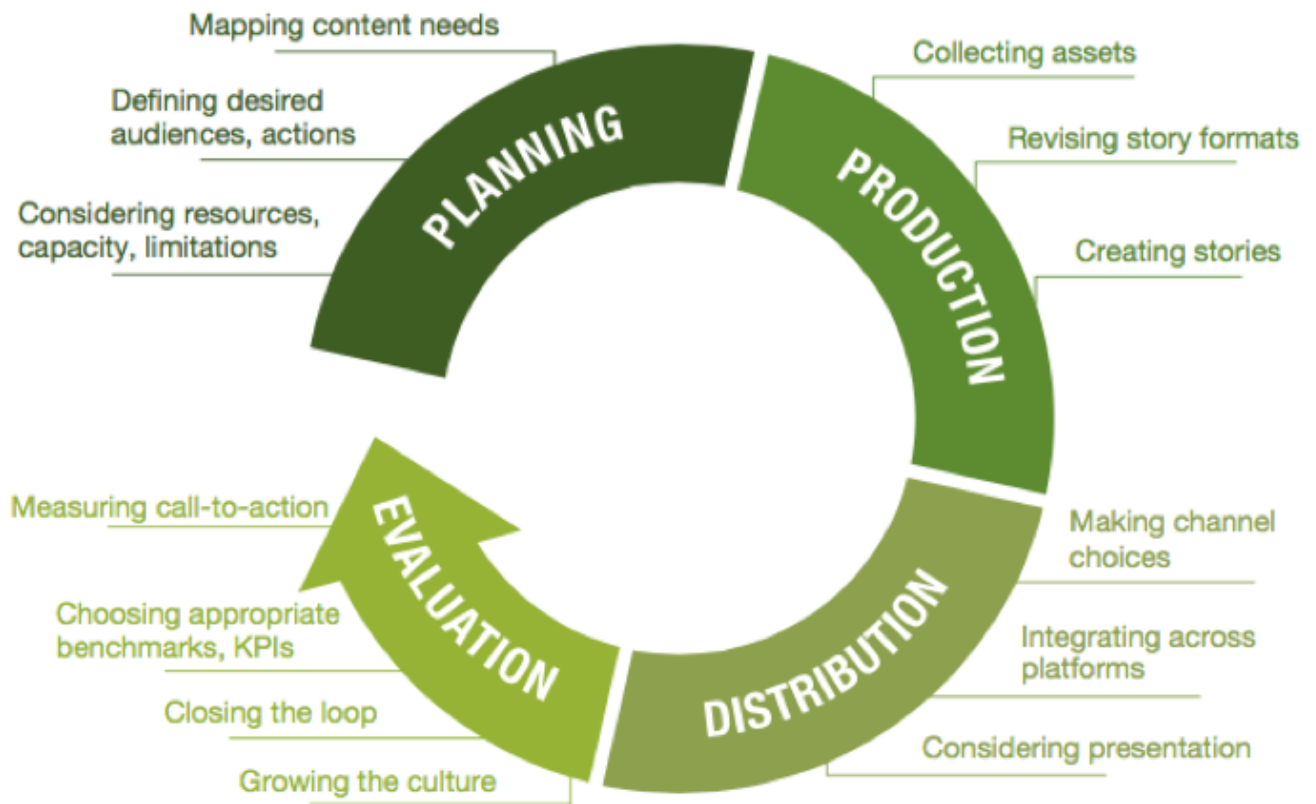 Mapping content needs
Defining desired
audiences, actions
Considering resources,
capacity, limitations
PLANNING
Collecting assets
Revising story formats
Creating stories
PRODUCTION
Making channel
choices
Integrating across
platforms
Considering presentation
DISTRIBUTION
Measuring call-to-action
Choosing appropriate
benchmarks, KPIs
Closing the loop
Growing the culture
EVALUATION